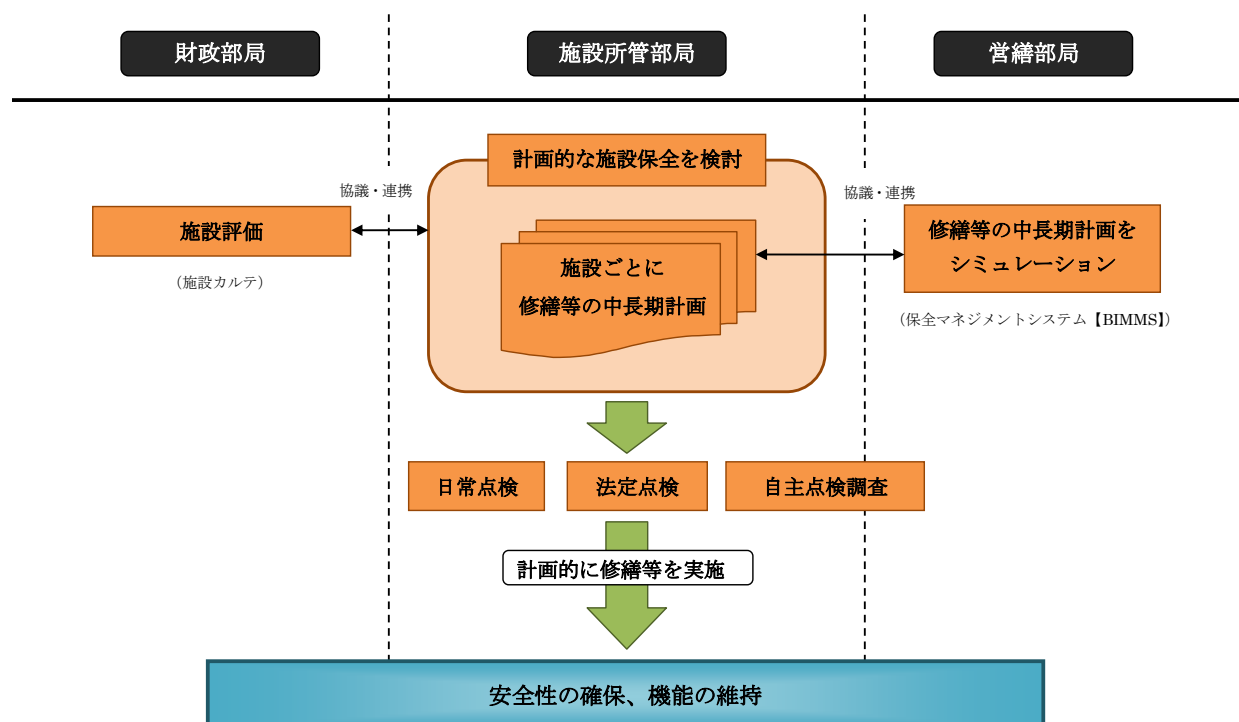 財政部局
施設所管部局
営繕部局
計画的な施設保全を検討
協議・連携
協議・連携
施設評価
（施設カルテ）
施設ごとに
修繕等の中長期計画
修繕等の中長期計画を
シミュレーション
（保全マネジメントシステム【BIMMS】）
日常点検
法定点検
自主点検調査
計画的に修繕等を実施
安全性の確保、機能の維持